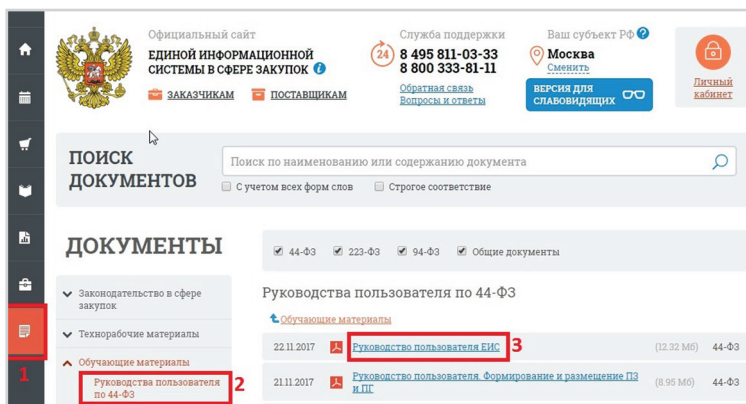 Официальный сайт
ЕДИНОЙ ИНФОРМАЦИОННОЙ
СИСТЕМЫ В СФЕРЕ ЗАКУПОК
ЗАКАЗЧИКАМ
ПОСТАВЩИКАМ
Служба поддержки
24
8 495 811-03-33
8 800 333-81-11
Обратная связь
Вопросы и ответы
Ваш субъект РФ ?
Москва
Сменить
ВЕРСИЯ ДЛЯ
СЛАБОВИДЯЩИХ
Личный
кабинет
ПОИСК
ДОКУМЕНТОВ
Поиск по наименованию или содержанию документа
С учетом всех форм слов
Строгое соответствие
ДОКУМЕНТЫ
44-ФЗ 223-ФЗ 94-ФЗ Общие документы
Законодательство в сфере
закупок
Технорабочие материалы
Обучающие материалы
Руководства пользователя
по 44-ФЗ
1
2
Руководства пользователя по 44-ФЗ
Обучающие материалы
22.11.2017 Руководство пользователя ЕИС 3 (12.32 Мб) 44-ФЗ
21.11.2017 Руководство пользователя. Формирование и размещение ПЗ
и ПГ (8.95 Мб) 44-ФЗ